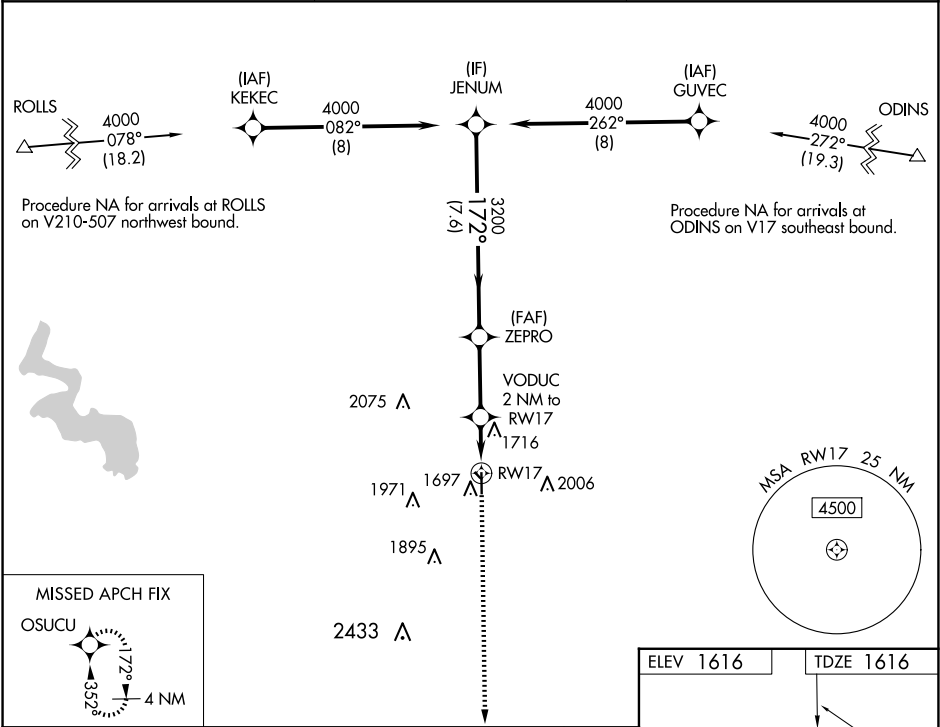 (IF)
JENUM
(IAF)
KEKEC
(IAF)
GUVEC
ROLLS
ODINS
4000
078°
(18.2)
4000
082°
(8)
4000
262°
(8)
4000
272°
(19.3)
Procedure NA for arrivals at ROLLS
on V210-507 northwest bound.
Procedure NA for arrivals at
ODINS on V17 southeast bound.
3200
172°
(7.6)
(FAF)
ZEPRO
VODUC
2 NM to
RW17
2075
1716
RW17
2006
1697
1971
1895
2433
MSA RW17 25 NM
4500
MISSED APCH FIX
OSUCU
172°
352°
4 NM
ELEV 1616
TDZE 1616